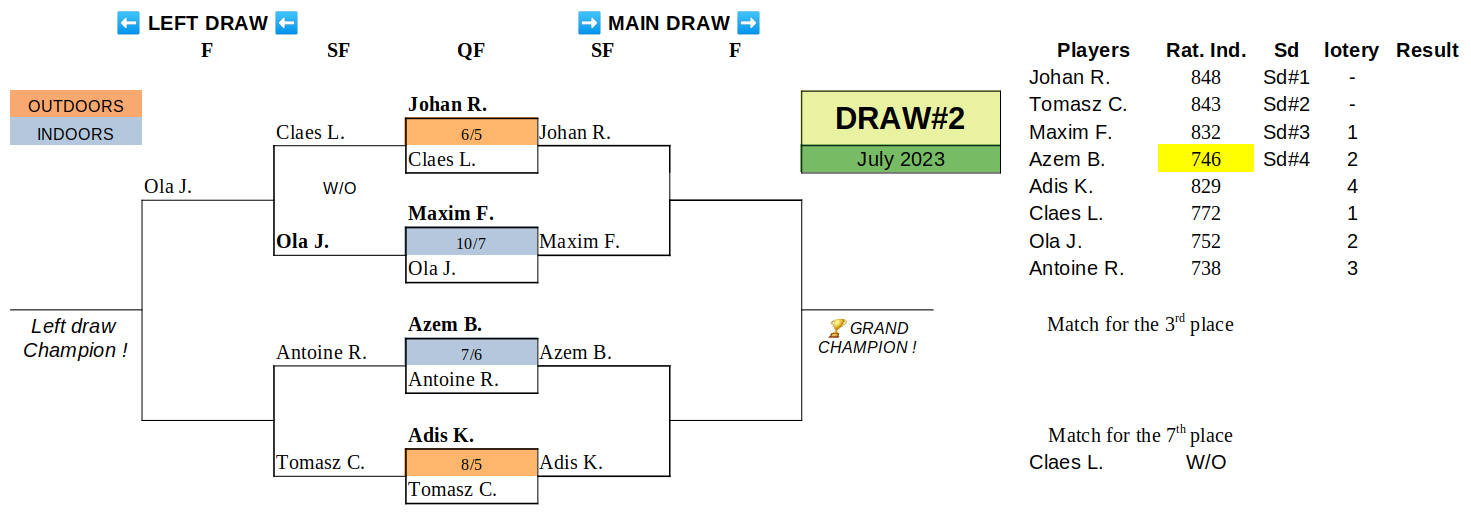 ⬅️ LEFT DRAW ⬅️ ➡️ MAIN DRAW ➡️
F SF QF SF F Players Rat. Ind. Sd lotery Result
Johan R. 848 Sd#1 -
OUTDOORS Johan R. DRAW#2 Tomasz C. 843 Sd#2 -
INDOORS Claes L. 6/5 Johan R. Maxim F. 832 Sd#3 1
Claes L. July 2023 Azem B. 746 Sd#4 2
Ola J. W/O Adis K. 829 4
Maxim F. Claes L. 772 1
Ola J. 10/7 Maxim F. Ola J. 752 2
Ola J. Antoine R. 738 3
Left draw Azem B. 🏆 GRAND Match for the 3rd place
Champion ! Antoine R. 7/6 Azem B. CHAMPION !
Antoine R.
Adis K. Match for the 7th place
Tomasz C. 8/5 Adis K. Claes L. W/O
Tomasz C.